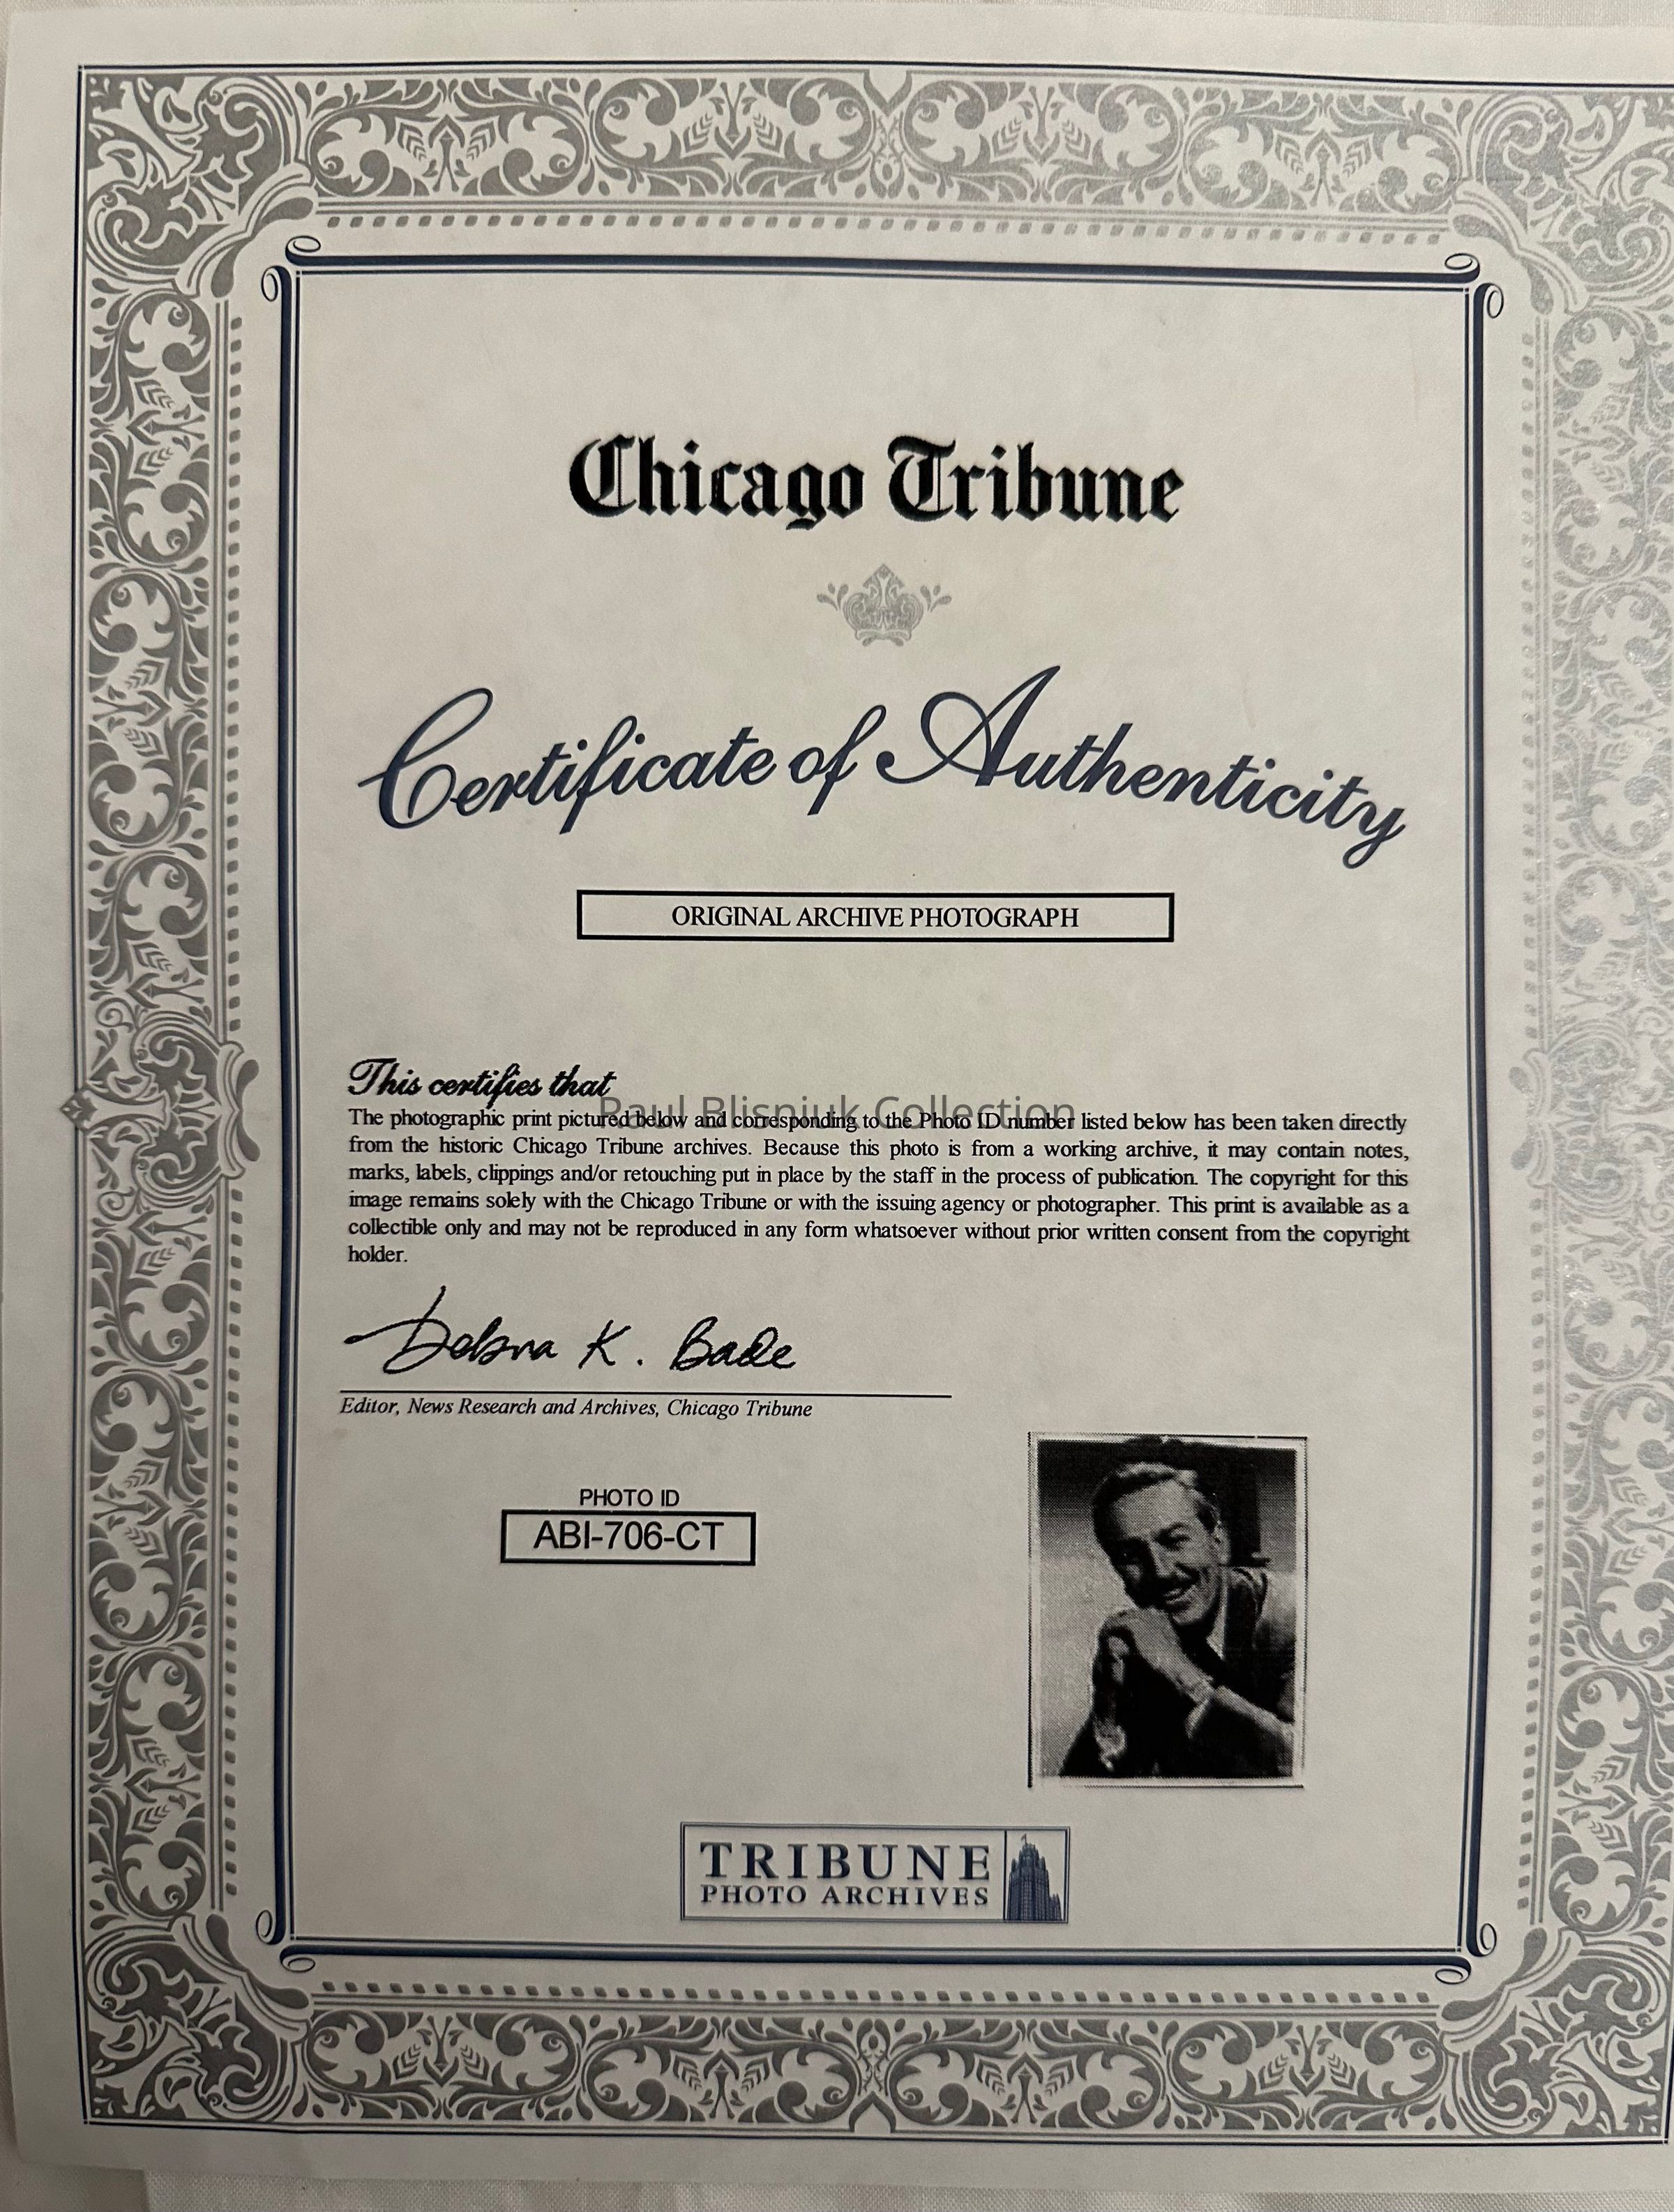 Chicago Tribune
Certificate of Authenticity
ORIGINAL ARCHIVE PHOTOGRAPH
This certifies that
Paul Blisniuk Collection
The photographic print pictured below and corresponding to the Photo ID number listed below has been taken directly
from the historic Chicago Tribune archives. Because this photo is from a working archive, it may contain notes,
marks, labels, clippings and/or retouching put in place by the staff in the process of publication. The copyright for this
image remains solely with the Chicago Tribune or with the issuing agency or photographer. This print is available as a
collectible only and may not be reproduced in any form whatsoever without prior written consent from the copyright
holder.
Debra K. Bade
Editor, News Research and Archives, Chicago Tribune
PHOTO ID
ABI-706-CT
TRIBUNE
PHOTO ARCHIVES